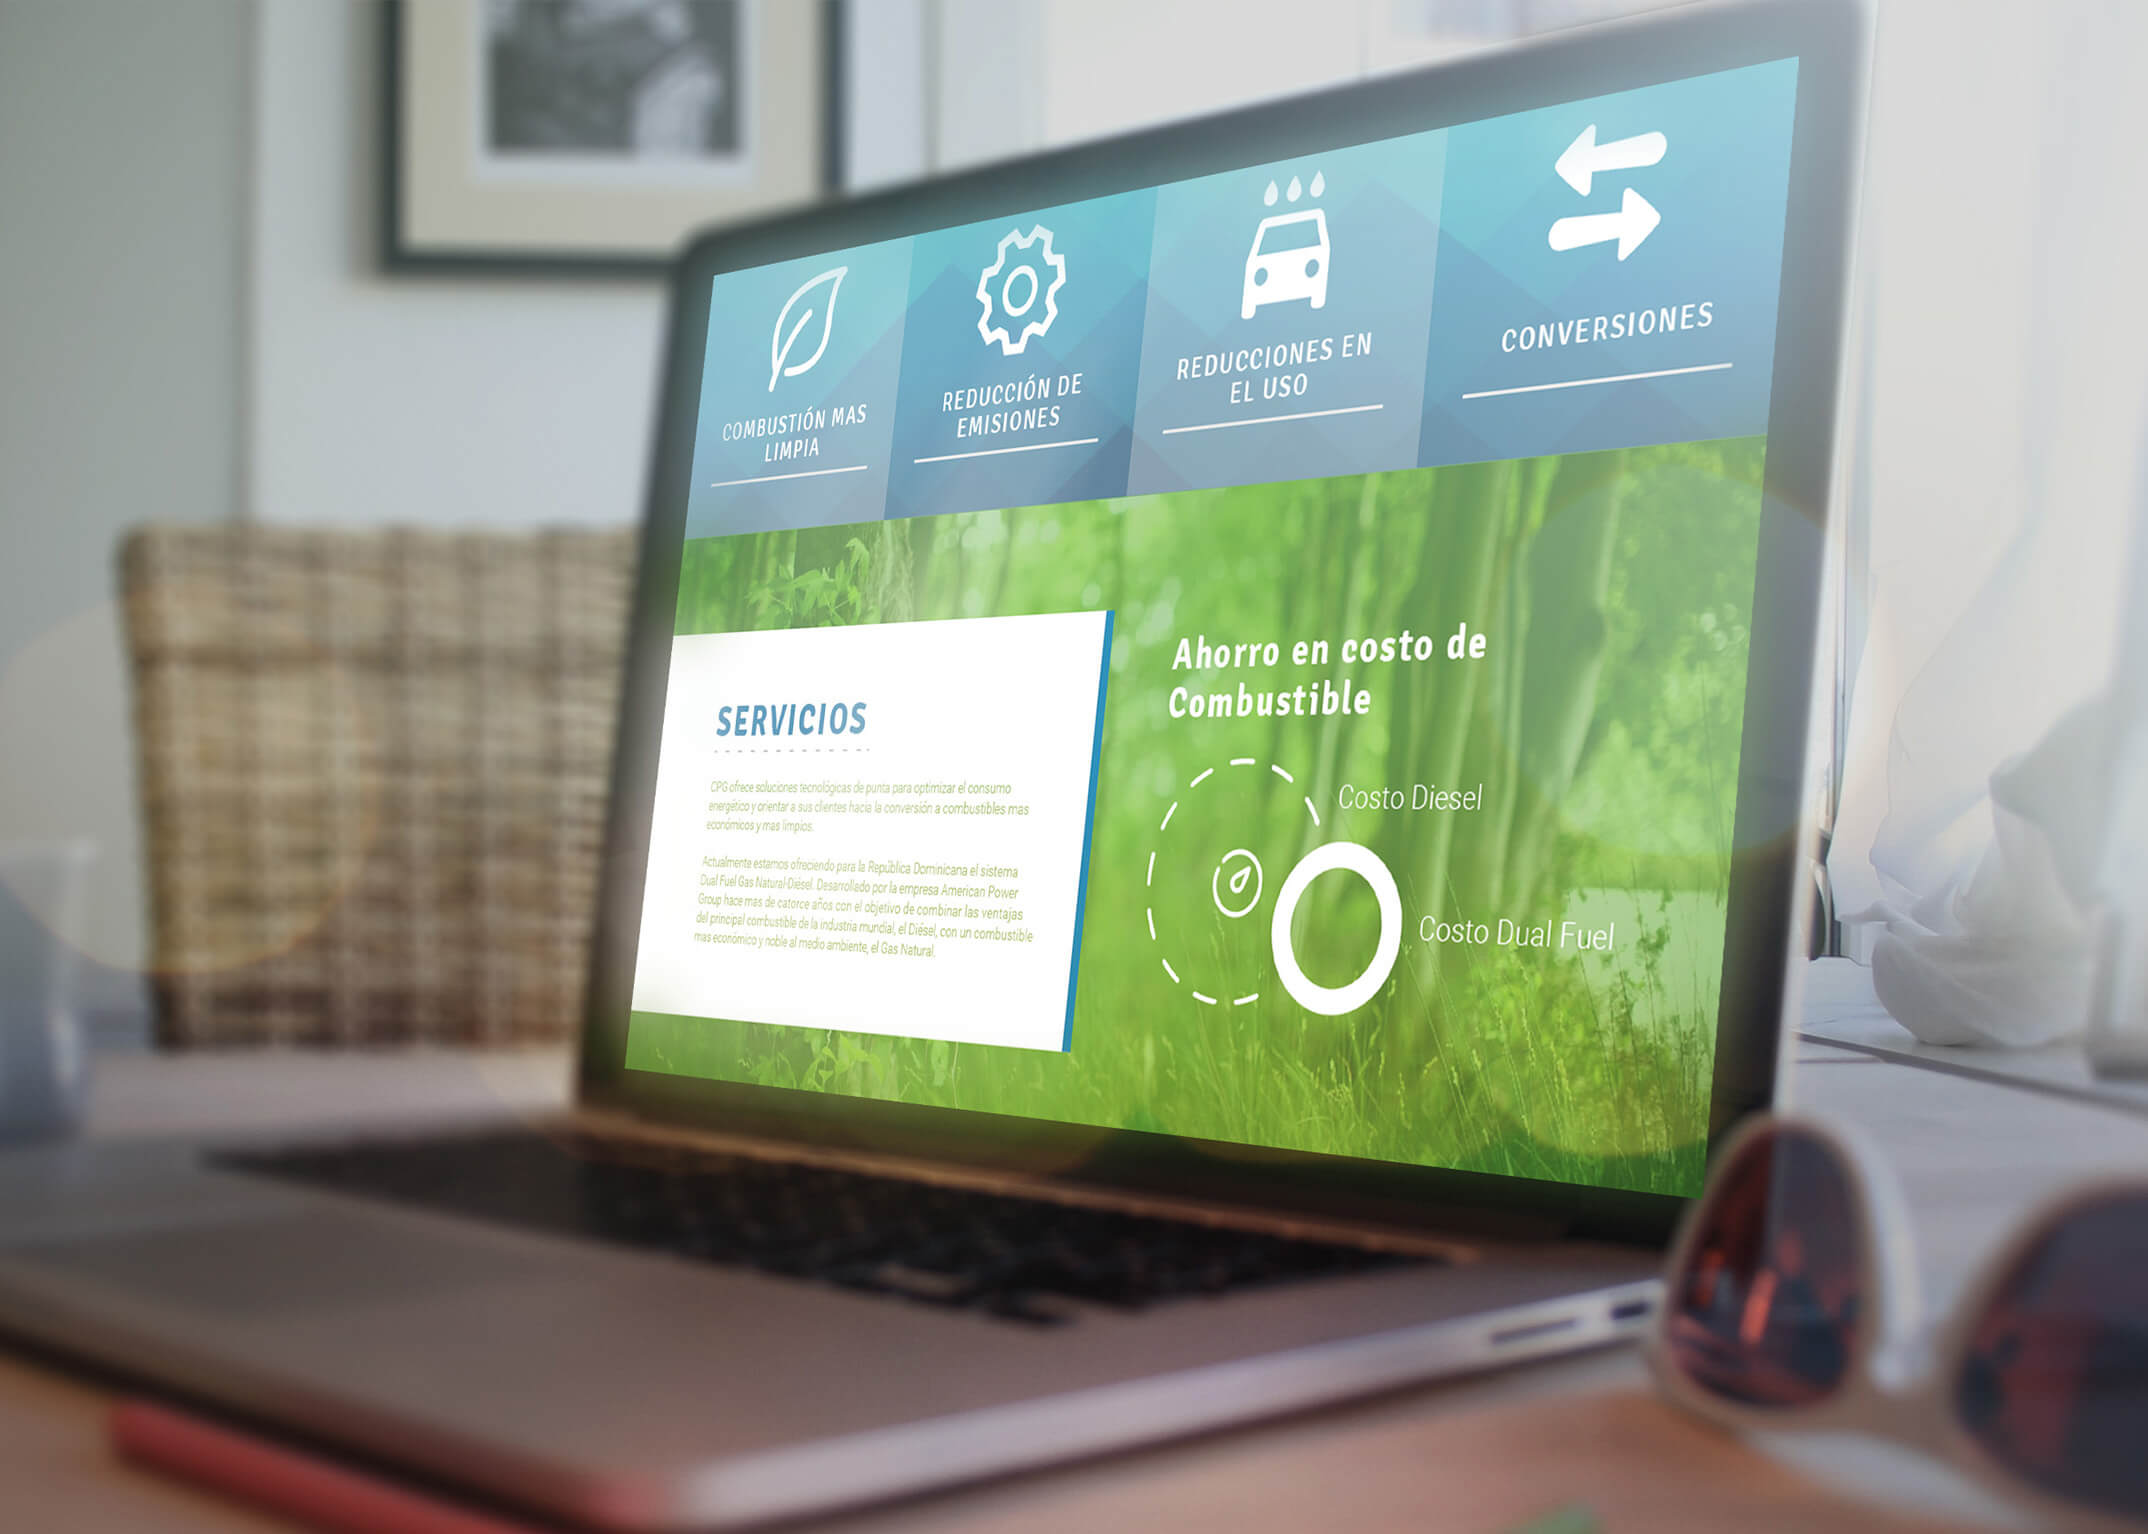 COMBUSTIÓN MAS
LIMPIA
REDUCCIÓN DE
EMISIONES
REDUCCIONES EN
EL USO
CONVERSIONES
SERVICIOS
CPG ofrece soluciones tecnológicas de punta para optimizar el consumo
energético y orientar a sus clientes hacia la conversión a combustibles mas
económicos y mas limpios.
Actualmente estamos ofreciendo para la República Dominicana el sistema
Dual Fuel Gas Natural-Diésel. Desarrollado por la empresa American Power
Group hace mas de catorce años con el objetivo de combinar las ventajas
del principal combustible de la industria mundial, el Diésel, con un combustible
mas económico y noble al medio ambiente, el Gas Natural.
Ahorro en costo de
Combustible
Costo Diesel
Costo Dual Fuel